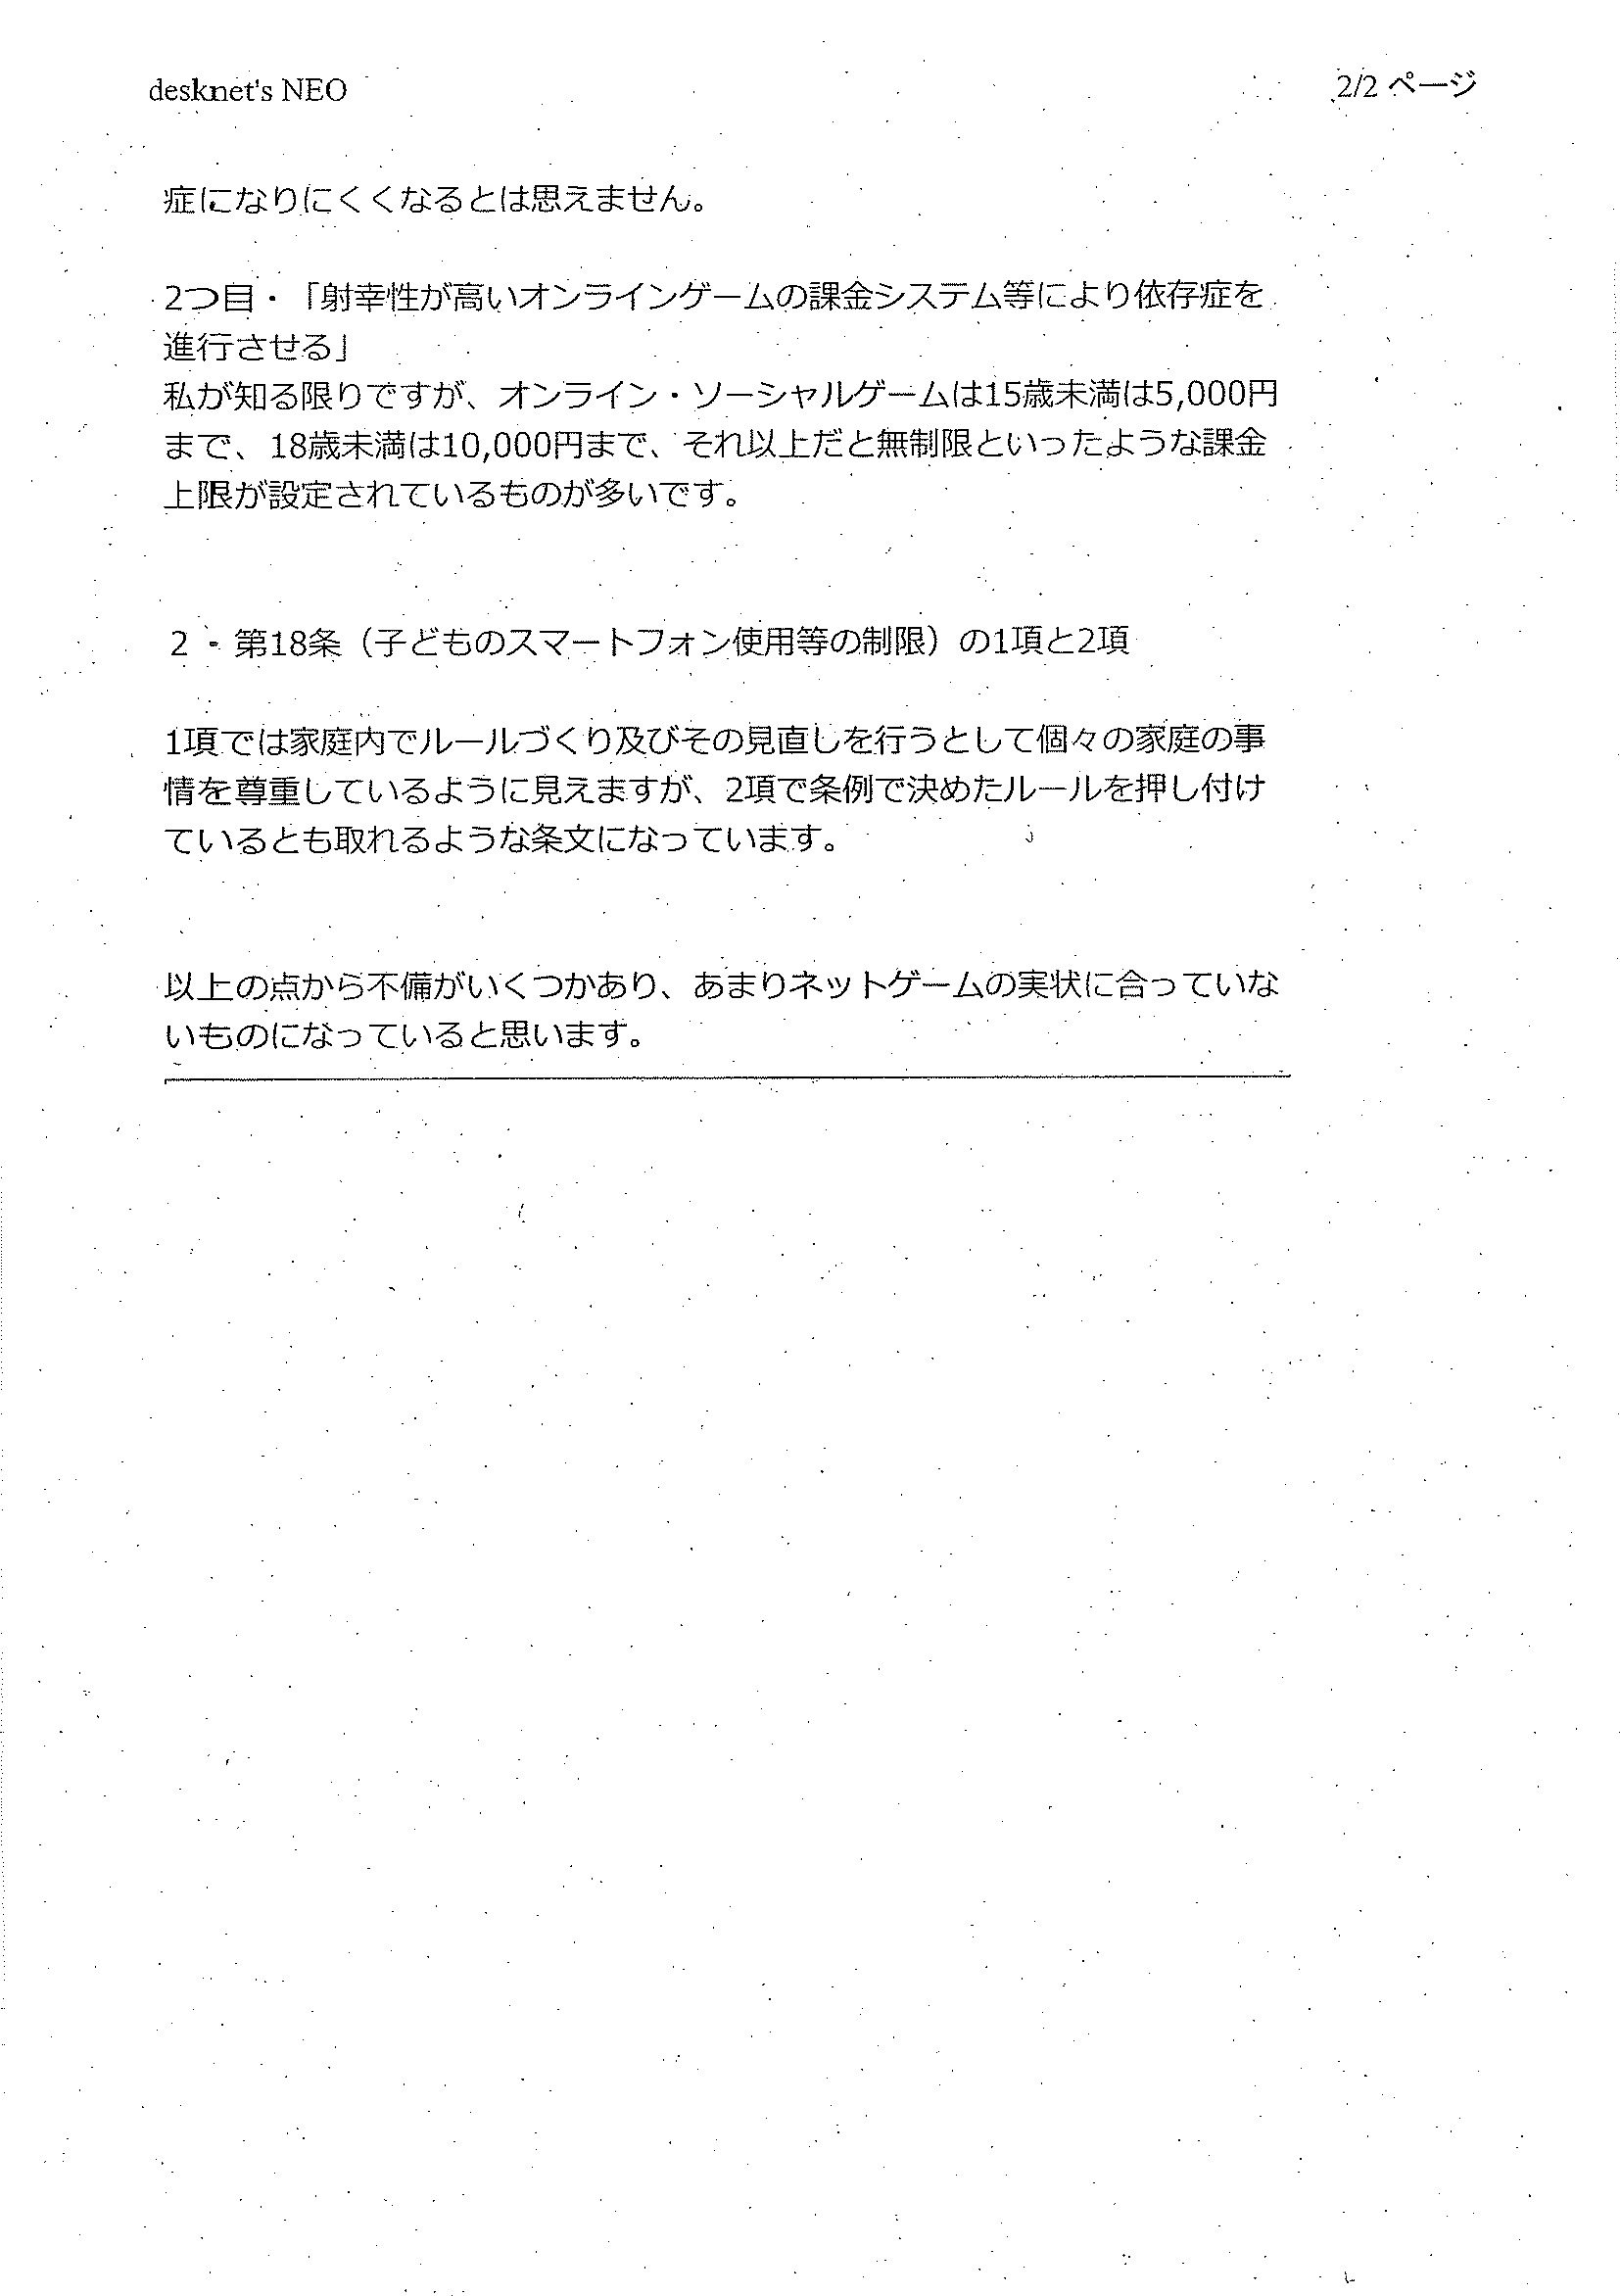 desknet's NEO
2/2 ページ
症になりにくくなるとは思えません。
2つ目・「射幸性が高いオンラインゲームの課金システム等により依存症を
進行させる」
私が知る限りですが、オンライン・ソーシャルゲームは15歳未満は5,000円
まで、18歳未満は10,000円まで、それ以上だと無制限といったような課金
上限が設定されているものが多いです。
2・第18条（子どものスマートフォン使用等の制限）の1項と2項
1項では家庭内でルールづくり及びその見直しを行うとして個々の家庭の事
情を尊重しているように見えますが、2項で条例で決めたルールを押し付け
ているとも取れるような条文になっています。
以上の点から不備がいくつかあり、あまりネットゲームの実状に合っていな
いものになっていると思います。